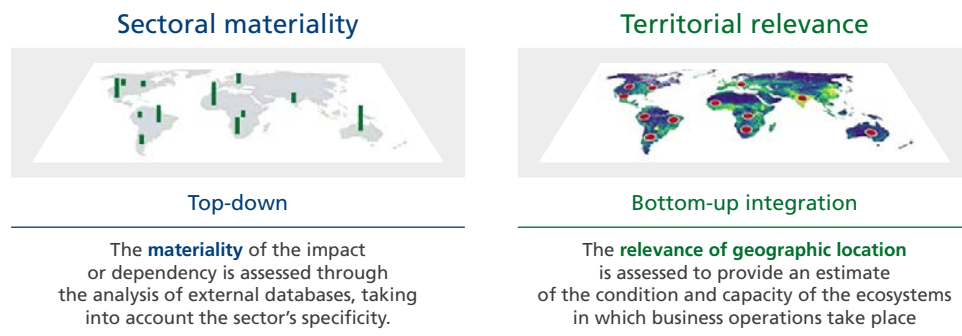 Sectoral materiality
Top-down
The materiality of the impact
or dependency is assessed through
the analysis of external databases, taking
into account the sector's specificity.
Territorial relevance
Bottom-up integration
The relevance of geographic location
is assessed to provide an estimate
of the condition and capacity of the ecosystems
in which business operations take place